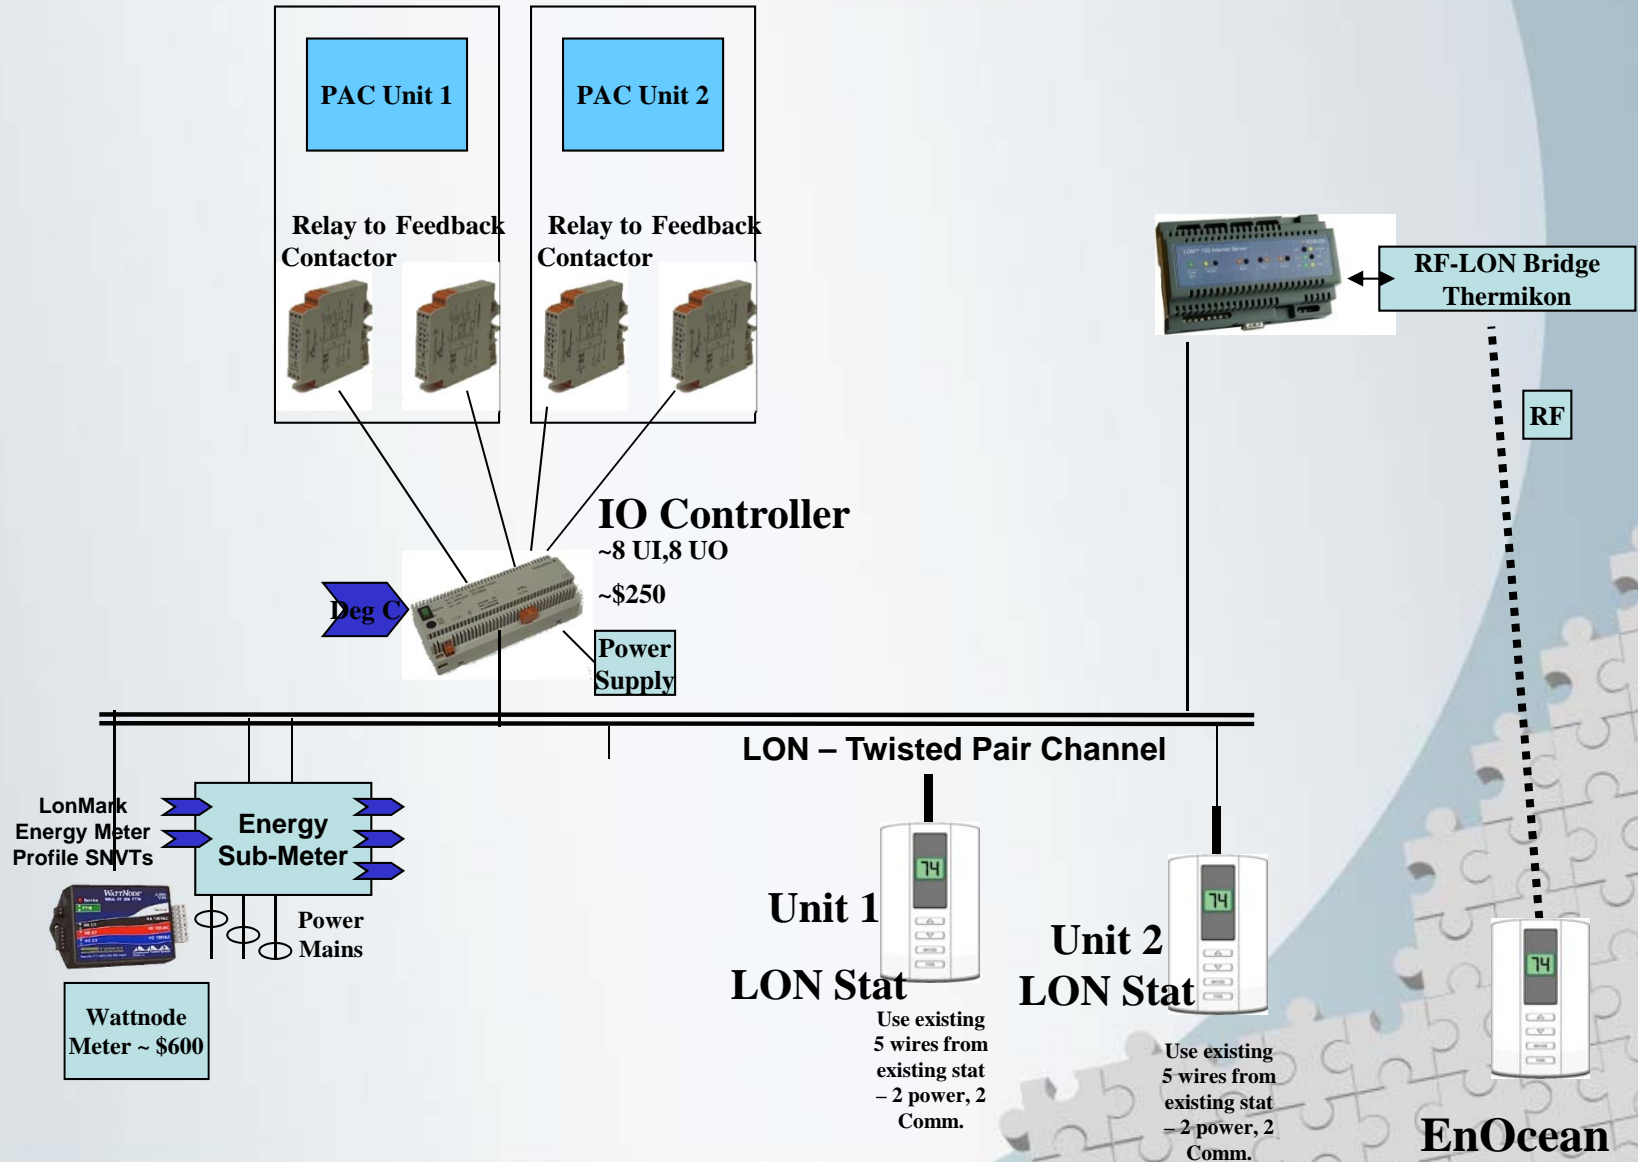 PAC Unit 1
PAC Unit 2
Relay to
Contactor
Feedback
Relay to
Contactor
Feedback
RF-LON Bridge
Thermikon
RF
IO Controller
~8 UI,8 UO
~$250
Deg C
Power
Supply
LON – Twisted Pair Channel
LonMark
Energy Meter
Profile SNVTs
Energy
Sub-Meter
WATTNODE
Power
Mains
Wattnode
Meter ~ $600
74
Unit 1
LON Stat
Use existing
5 wires from
existing stat
– 2 power, 2
Comm.
74
Unit 2
LON Stat
Use existing
5 wires from
existing stat
– 2 power, 2
Comm.
74
EnOcean